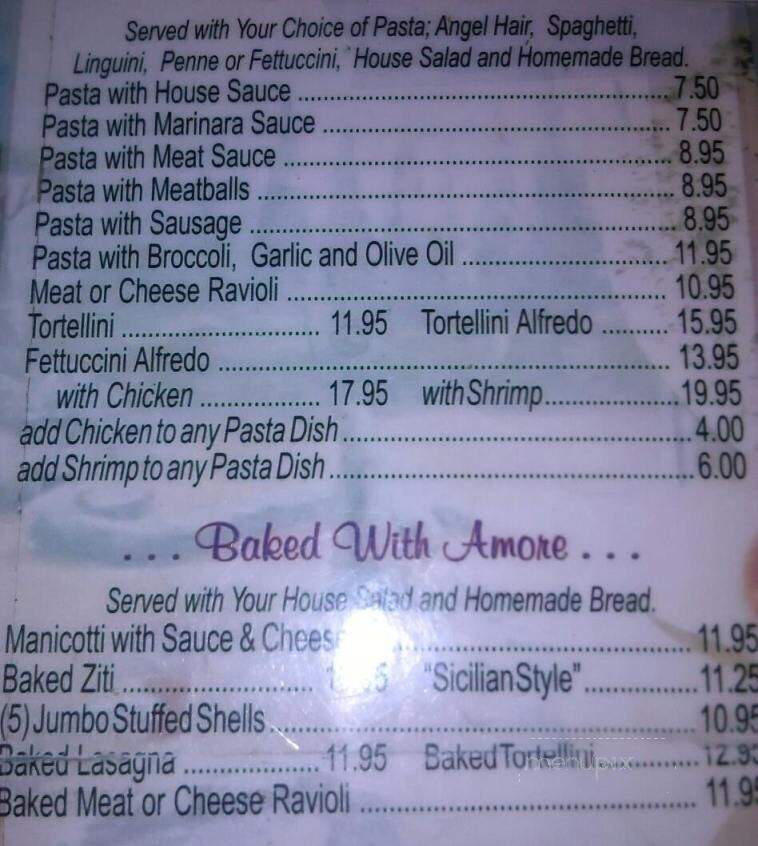 Served with Your Choice of Pasta; Angel Hair, Spaghetti,
Linguini, Penne or Fettuccini, House Salad and Homemade Bread.
Pasta with House Sauce ........................................ 7.50
Pasta with Marinara Sauce ..................................... 7.50
Pasta with Meat Sauce ......................................... 8.95
Pasta with Meatballs .......................................... 8.95
Pasta with Sausage ............................................ 8.95
Pasta with Broccoli, Garlic and Olive Oil ..................... 11.95
Meat or Cheese Ravioli ........................................ 10.95
Tortellini ..................... 11.95 Tortellini Alfredo .......... 15.95
Fettuccini Alfredo ............................................ 13.95
with Chicken ............. 17.95 with Shrimp................ 19.95
add Chicken to any Pasta Dish ................................. 4.00
add Shrimp to any Pasta Dish .................................. 6.00
. . . Baked With Amore . . .
Served with Your House Salad and Homemade Bread.
Manicotti with Sauce & Cheese ................................. 11.95
Baked Ziti ..................... "Sicilian Style" ............. 11.25
(5) Jumbo Stuffed Shells ...................................... 10.95
Baked Lasagna ................ 11.95 Baked Tortellini ........... 12.95
Baked Meat or Cheese Ravioli .................................. 11.95
menupix